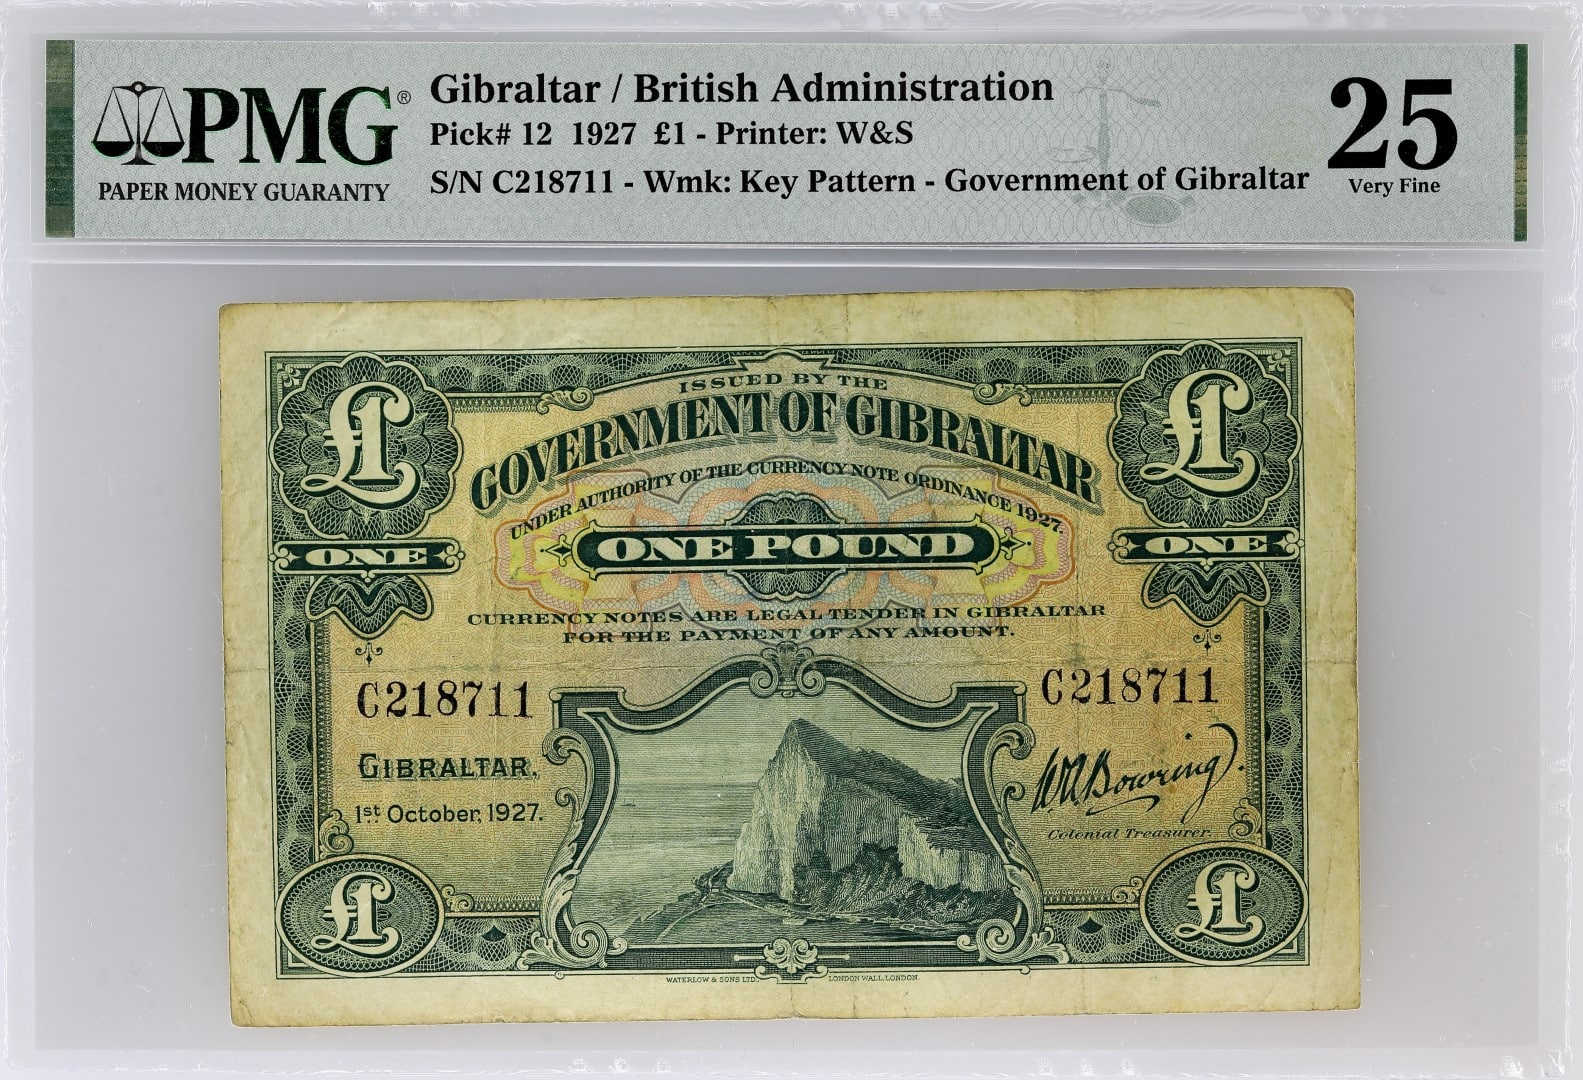 PMG®
PAPER MONEY GUARANTY
Gibraltar / British Administration
Pick# 12 1927 £1 - Printer: W&S
S/N C218711 - Wmk: Key Pattern - Government of Gibraltar
25
Very Fine
£1
£1
ISSUED BY THE
GOVERNMENT OF GIBRALTAR
UNDER AUTHORITY OF THE CURRENCY NOTE ORDINANCE 1927.
ONE
ONE POUND
ONE
CURRENCY NOTES ARE LEGAL TENDER IN GIBRALTAR
FOR THE PAYMENT OF ANY AMOUNT.
C218711
C218711
GIBRALTAR,
1st October, 1927.
Bowring
Colonial Treasurer.
£1
£1
WATERLOW & SONS LTD., LONDON WALL, LONDON.